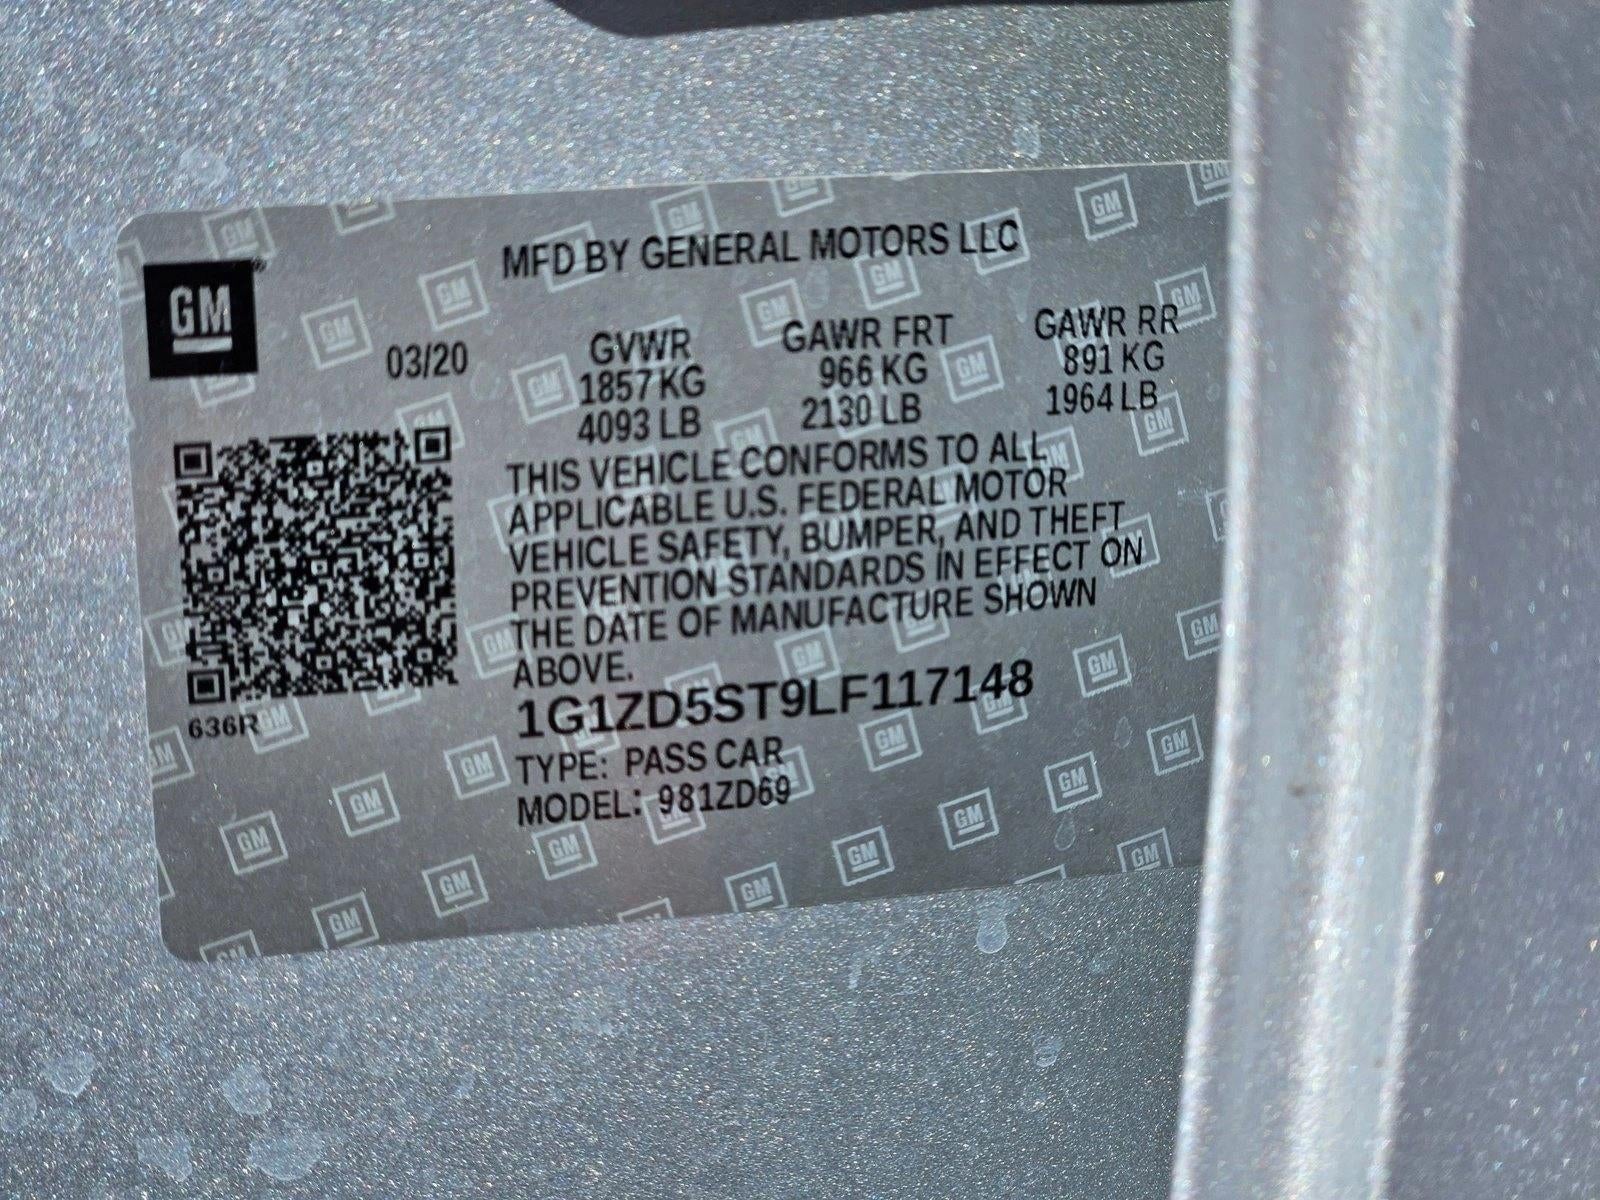 GM
MFD BY GENERAL MOTORS LLC
03/20
GVWR GAWR FRT GAWR RR
1857 KG 966 KG 891 KG
4093 LB 2130 LB 1964 LB
THIS VEHICLE CONFORMS TO ALL
APPLICABLE U.S. FEDERAL MOTOR
VEHICLE SAFETY, BUMPER, AND THEFT
PREVENTION STANDARDS IN EFFECT ON
THE DATE OF MANUFACTURE SHOWN
ABOVE.
1G1ZD5ST9LF117148
636R
TYPE: PASS CAR
MODEL: 981ZD69